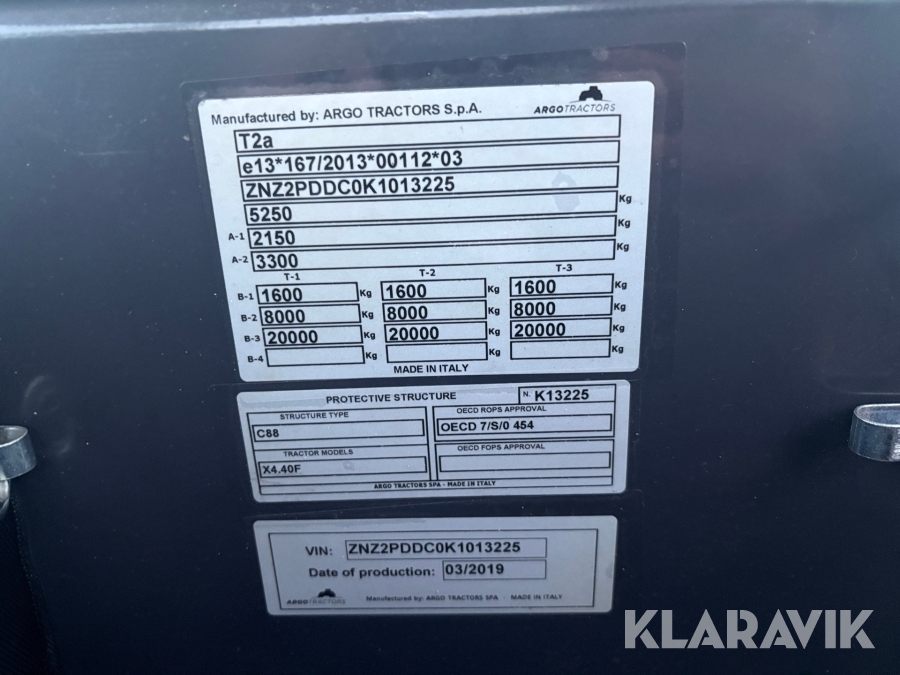 Manufactured by: ARGO TRACTORS S.p.A. ARGOTRACTORS
T2a
e13*167/2013*00112*03
ZNZ2PDDC0K1013225
5250 Kg
A-1 2150 Kg
A-2 3300 Kg
T-1 T-2 T-3
B-1 1600 Kg 1600 Kg 1600 Kg
B-2 8000 Kg 8000 Kg 8000 Kg
B-3 20000 Kg 20000 Kg 20000 Kg
B-4 Kg Kg Kg
MADE IN ITALY
PROTECTIVE STRUCTURE N. K13225
STRUCTURE TYPE OECD ROPS APPROVAL
C88 OECD 7/S/0 454
TRACTOR MODELS OECD FOPS APPROVAL
X4.40F
ARGO TRACTORS SPA - MADE IN ITALY
VIN: ZNZ2PDDC0K1013225
Date of production: 03/2019
ARGOTRACTORS Manufactured by: ARGO TRACTORS SPA - MADE IN ITALY
KLARAVIK